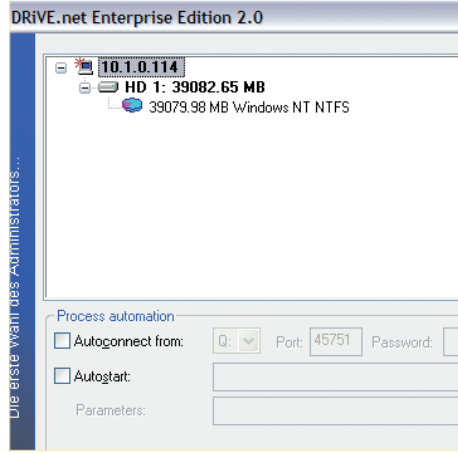 DRiVE.net Enterprise Edition 2.0
10.1.0.114
HD 1: 39082.65 MB
39079.98 MB Windows NT NTFS
Die erste Wahl des Administrators...
Process automation
Autoconnect from: Q: Port: 45751 Password:
Autostart:
Parameters: